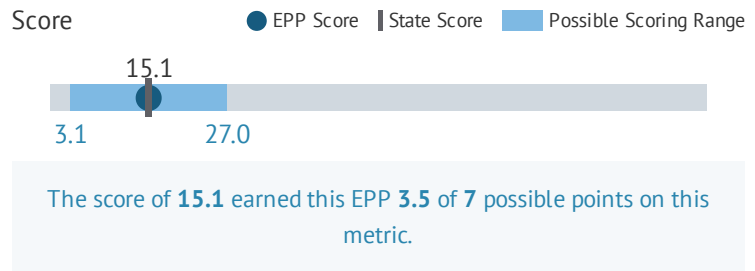 Score EPP Score State Score Possible Scoring Range
15.1
3.1 27.0
The score of 15.1 earned this EPP 3.5 of 7 possible points on this
metric.